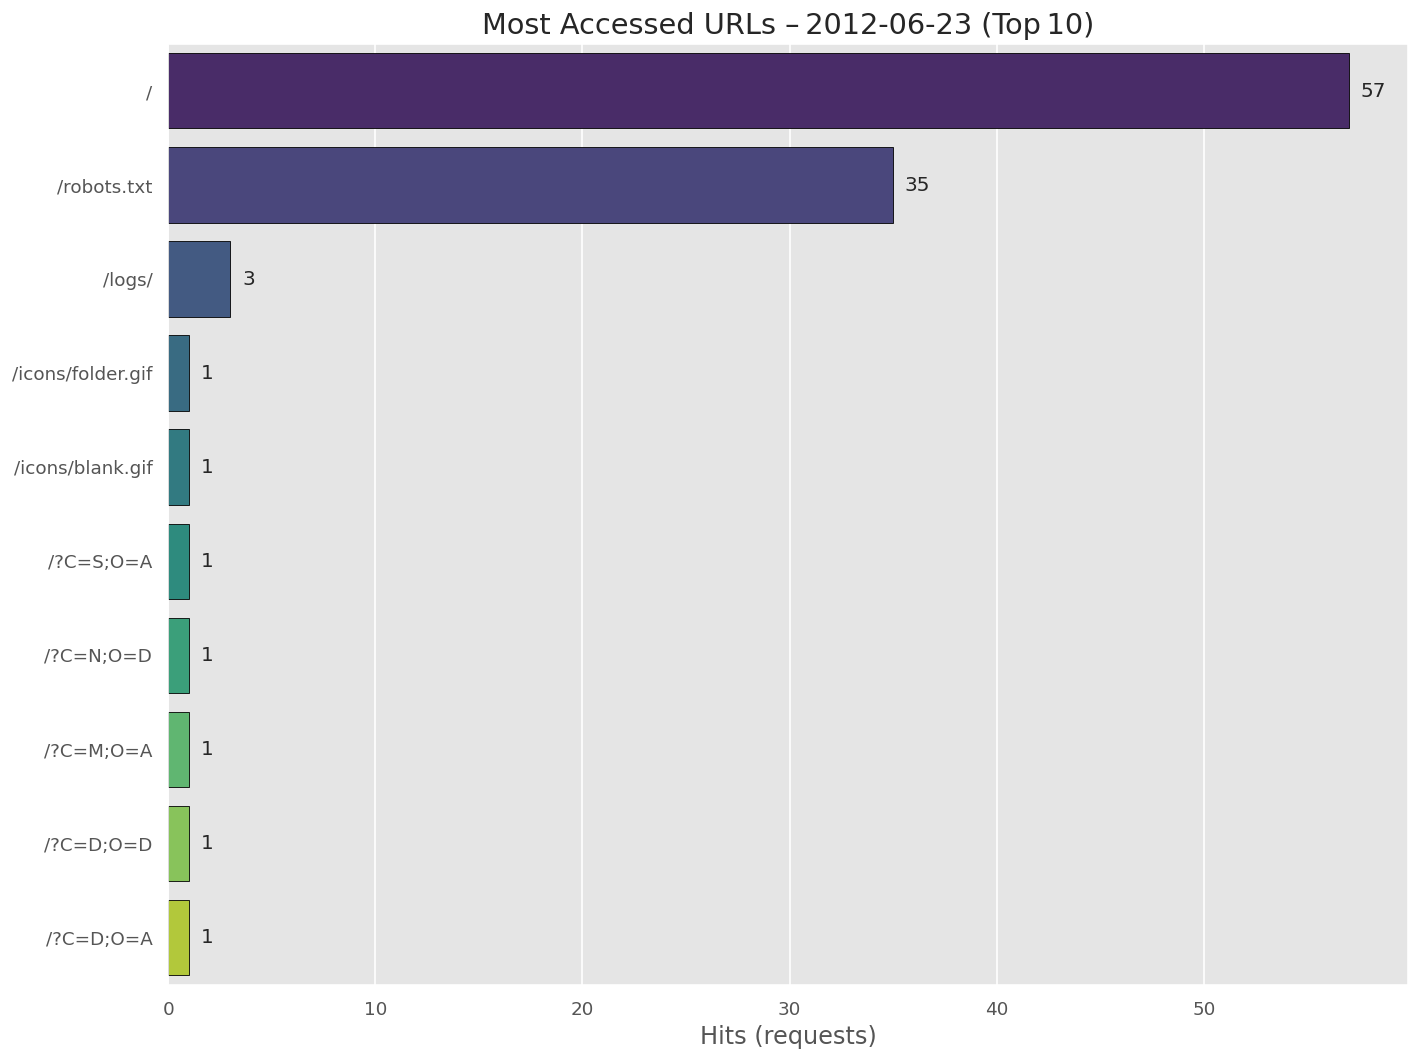 Most Accessed URLs – 2012-06-23 (Top 10)
/ 57
/robots.txt 35
/logs/ 3
/icons/folder.gif 1
/icons/blank.gif 1
/?C=S;O=A 1
/?C=N;O=D 1
/?C=M;O=A 1
/?C=D;O=D 1
/?C=D;O=A 1
0 10 20 30 40 50
Hits (requests)